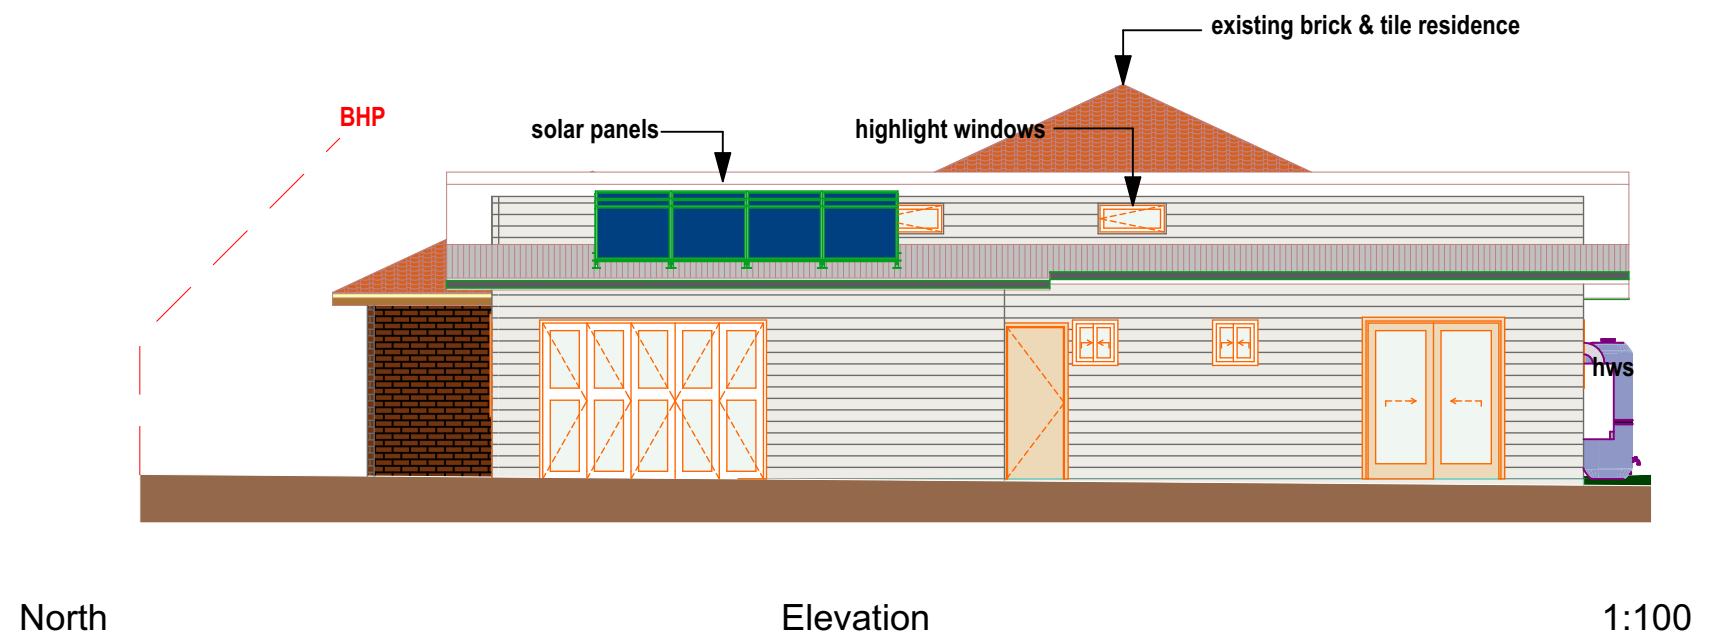 existing brick & tile residence
BHP
solar panels
highlight windows
hws
North
Elevation
1:100